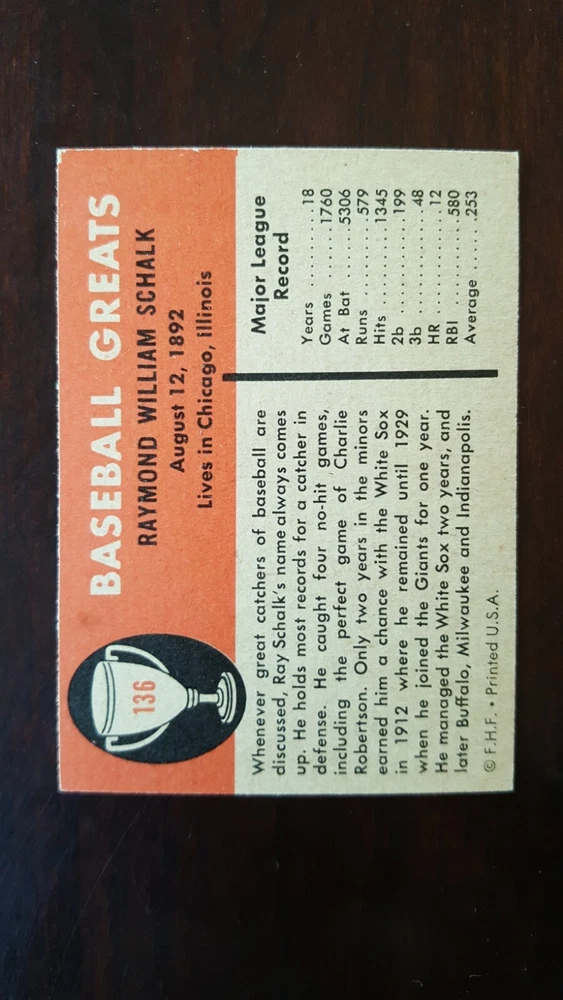 136
BASEBALL GREATS
RAYMOND WILLIAM SCHALK
August 12, 1892
Lives in Chicago, Illinois
Whenever great catchers of baseball are
discussed, Ray Schalk's name always comes
up. He holds most records for a catcher in
defense. He caught four no-hit games,
including the perfect game of Charlie
Robertson. Only two years in the minors
earned him a chance with the White Sox
in 1912 where he remained until 1929
when he joined the Giants for one year.
He managed the White Sox two years, and
later Buffalo, Milwaukee and Indianapolis.
© F.H.F. • Printed U.S.A.
Major League
Record
Years ..........18
Games .......1760
At Bat .......5306
Runs .........579
Hits .........1345
2b ...........199
3b ............48
HR ............12
RBI ..........580
Average ......253